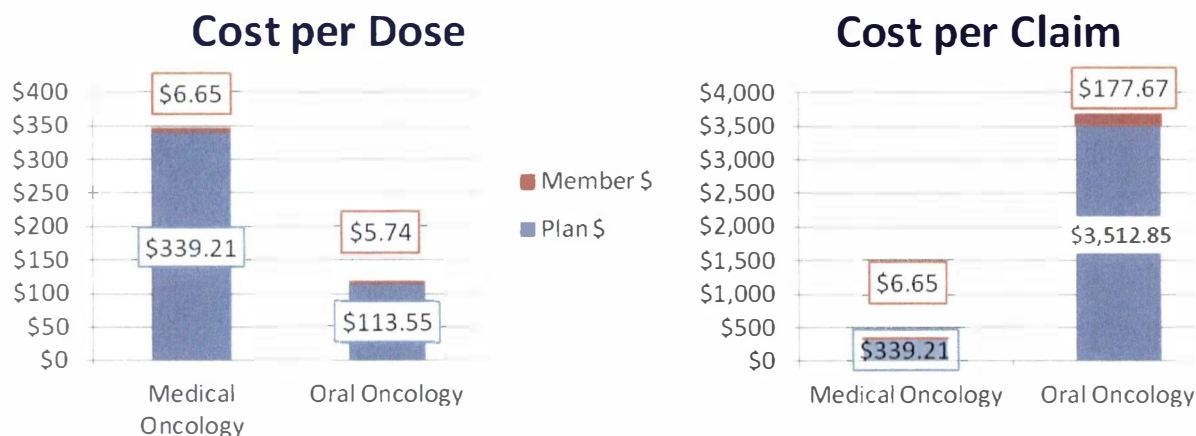 Cost per Dose
$400
$350
$300
$250
$200
$150
$100
$50
$0
$6.65
$339.21
$5.74
$113.55
Medical
Oncology
Oral Oncology
Member $
Plan $
Cost per Claim
$4,000
$3,500
$3,000
$2,500
$2,000
$1,500
$1,000
$500
$0
$6.65
$339.21
$177.67
$3,512.85
Medical Oncology
Oral Oncology